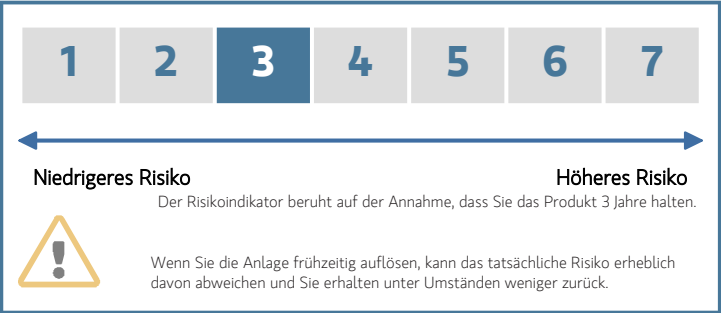 1 2 3 4 5 6 7
Niedrigeres Risiko Höheres Risiko
Der Risikoindikator beruht auf der Annahme, dass Sie das Produkt 3 Jahre halten.
Wenn Sie die Anlage frühzeitig auflösen, kann das tatsächliche Risiko erheblich
davon abweichen und Sie erhalten unter Umständen weniger zurück.